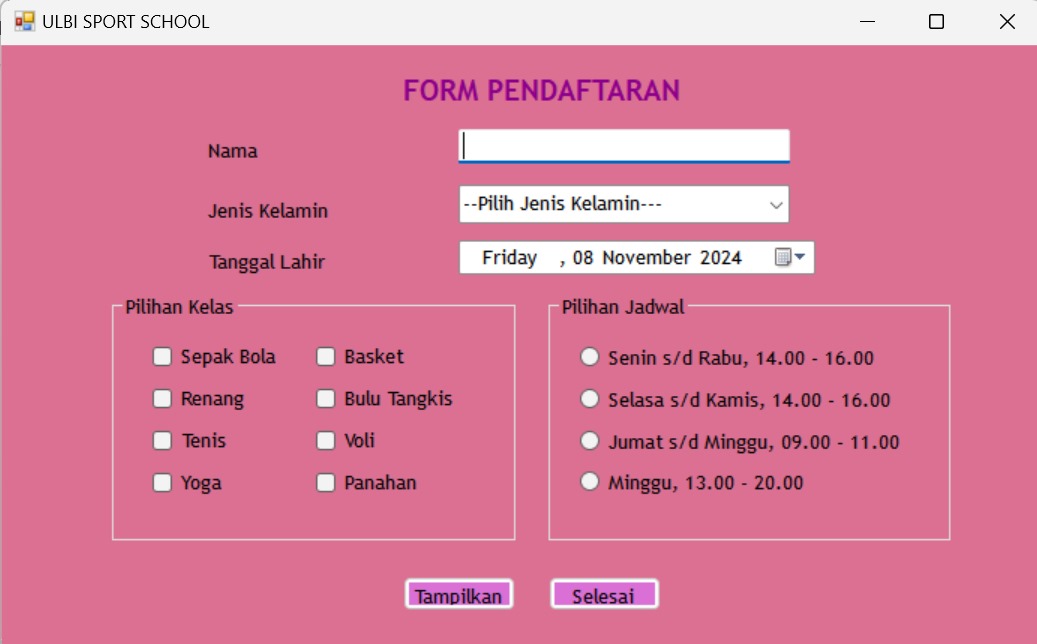 ULBI SPORT SCHOOL
FORM PENDAFTARAN
Nama
Jenis Kelamin --Pilih Jenis Kelamin---
Tanggal Lahir Friday , 08 November 2024
Pilihan Kelas
Sepak Bola Basket
Renang Bulu Tangkis
Tenis Voli
Yoga Panahan
Pilihan Jadwal
Senin s/d Rabu, 14.00 - 16.00
Selasa s/d Kamis, 14.00 - 16.00
Jumat s/d Minggu, 09.00 - 11.00
Minggu, 13.00 - 20.00
Tampilkan Selesai